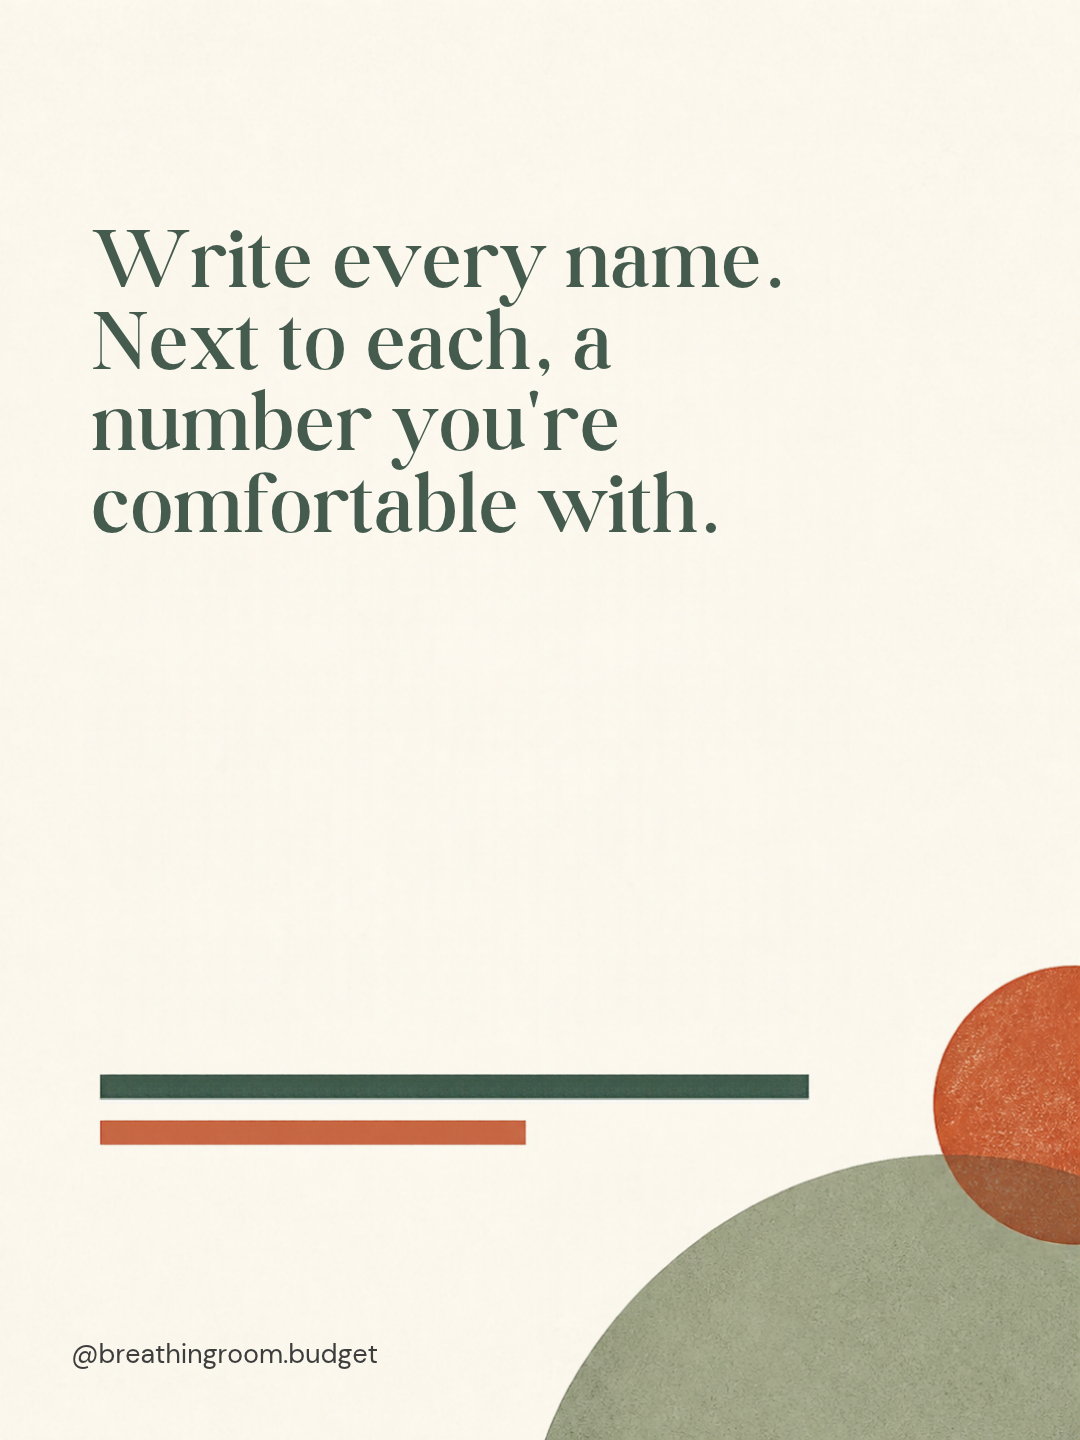 Write every name.
Next to each, a
number you're
comfortable with.
@breathingroom.budget